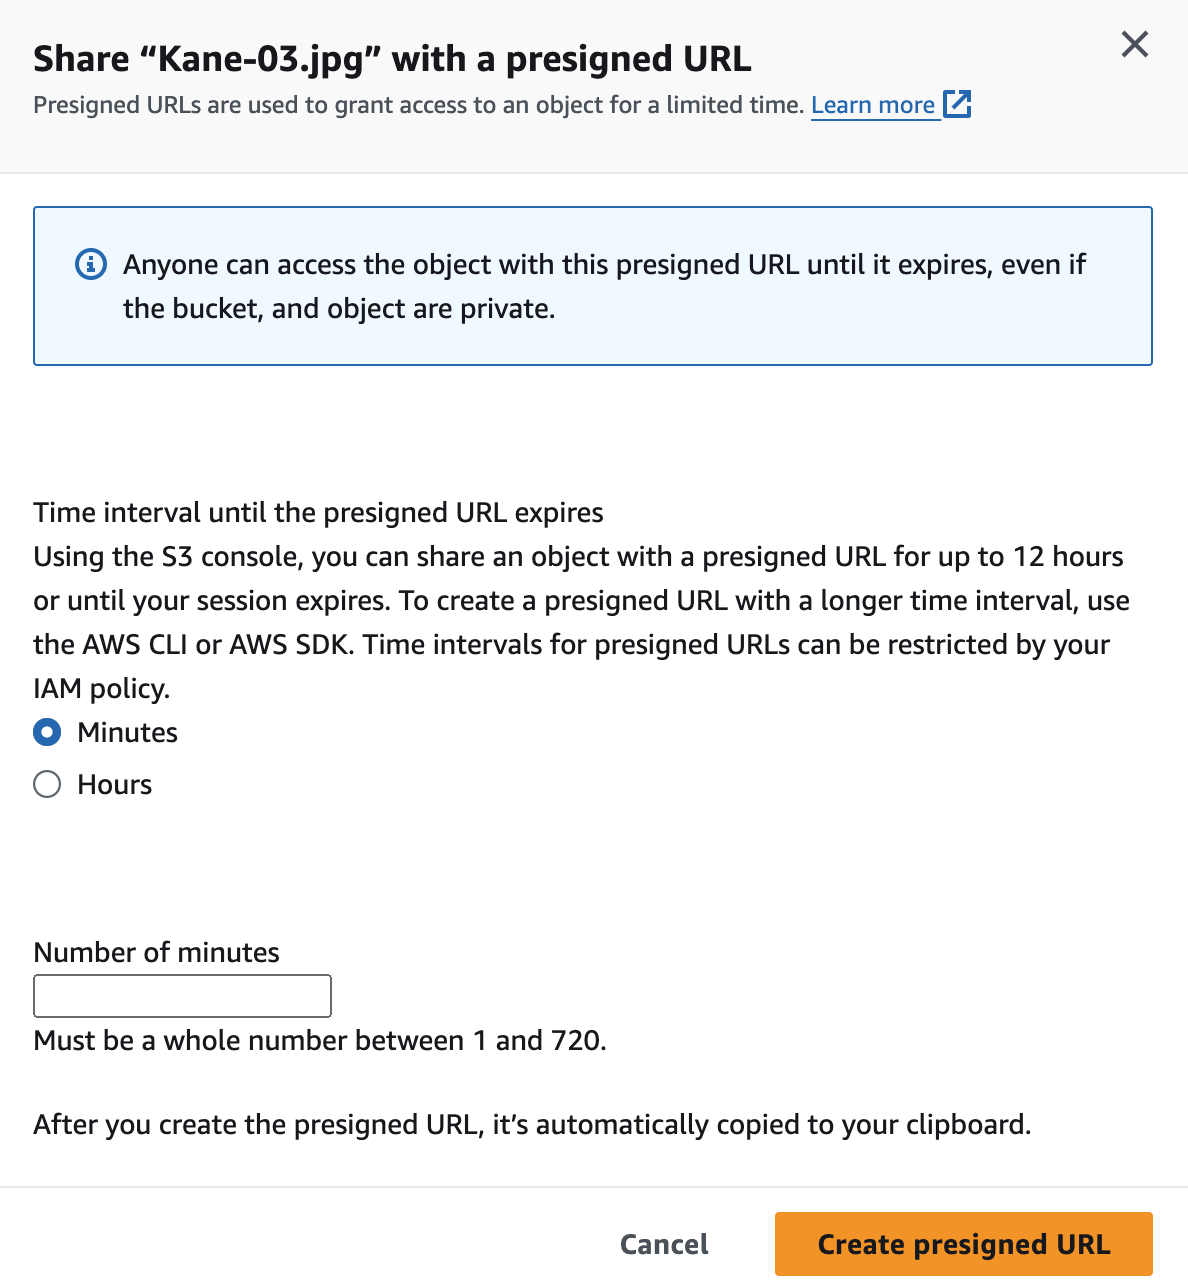 Share “Kane-03.jpg” with a presigned URL
Presigned URLs are used to grant access to an object for a limited time. Learn more
Anyone can access the object with this presigned URL until it expires, even if
the bucket, and object are private.
Time interval until the presigned URL expires
Using the S3 console, you can share an object with a presigned URL for up to 12 hours
or until your session expires. To create a presigned URL with a longer time interval, use
the AWS CLI or AWS SDK. Time intervals for presigned URLs can be restricted by your
IAM policy.
Minutes
Hours
Number of minutes
Must be a whole number between 1 and 720.
After you create the presigned URL, it’s automatically copied to your clipboard.
Cancel
Create presigned URL